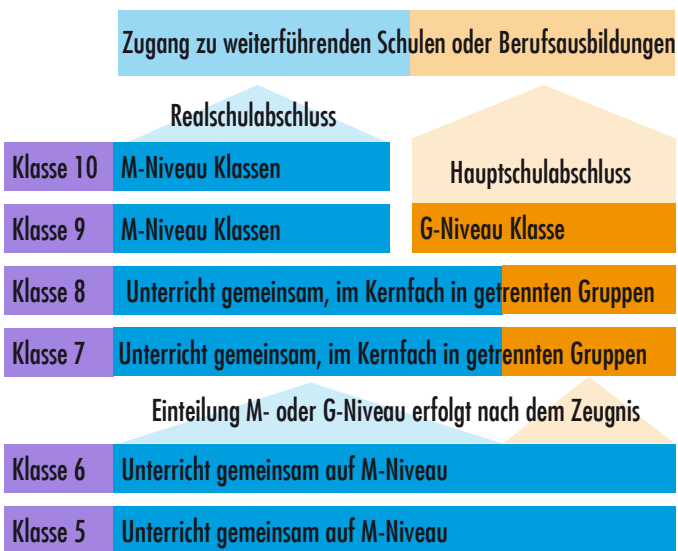 Zugang zu weiterführenden Schulen oder Berufsausbildungen
Realschulabschluss
Klasse 10 M-Niveau Klassen
Hauptschulabschluss
Klasse 9 M-Niveau Klassen G-Niveau Klasse
Klasse 8 Unterricht gemeinsam, im Kernfach in getrennten Gruppen
Klasse 7 Unterricht gemeinsam, im Kernfach in getrennten Gruppen
Einteilung M- oder G-Niveau erfolgt nach dem Zeugnis
Klasse 6 Unterricht gemeinsam auf M-Niveau
Klasse 5 Unterricht gemeinsam auf M-Niveau